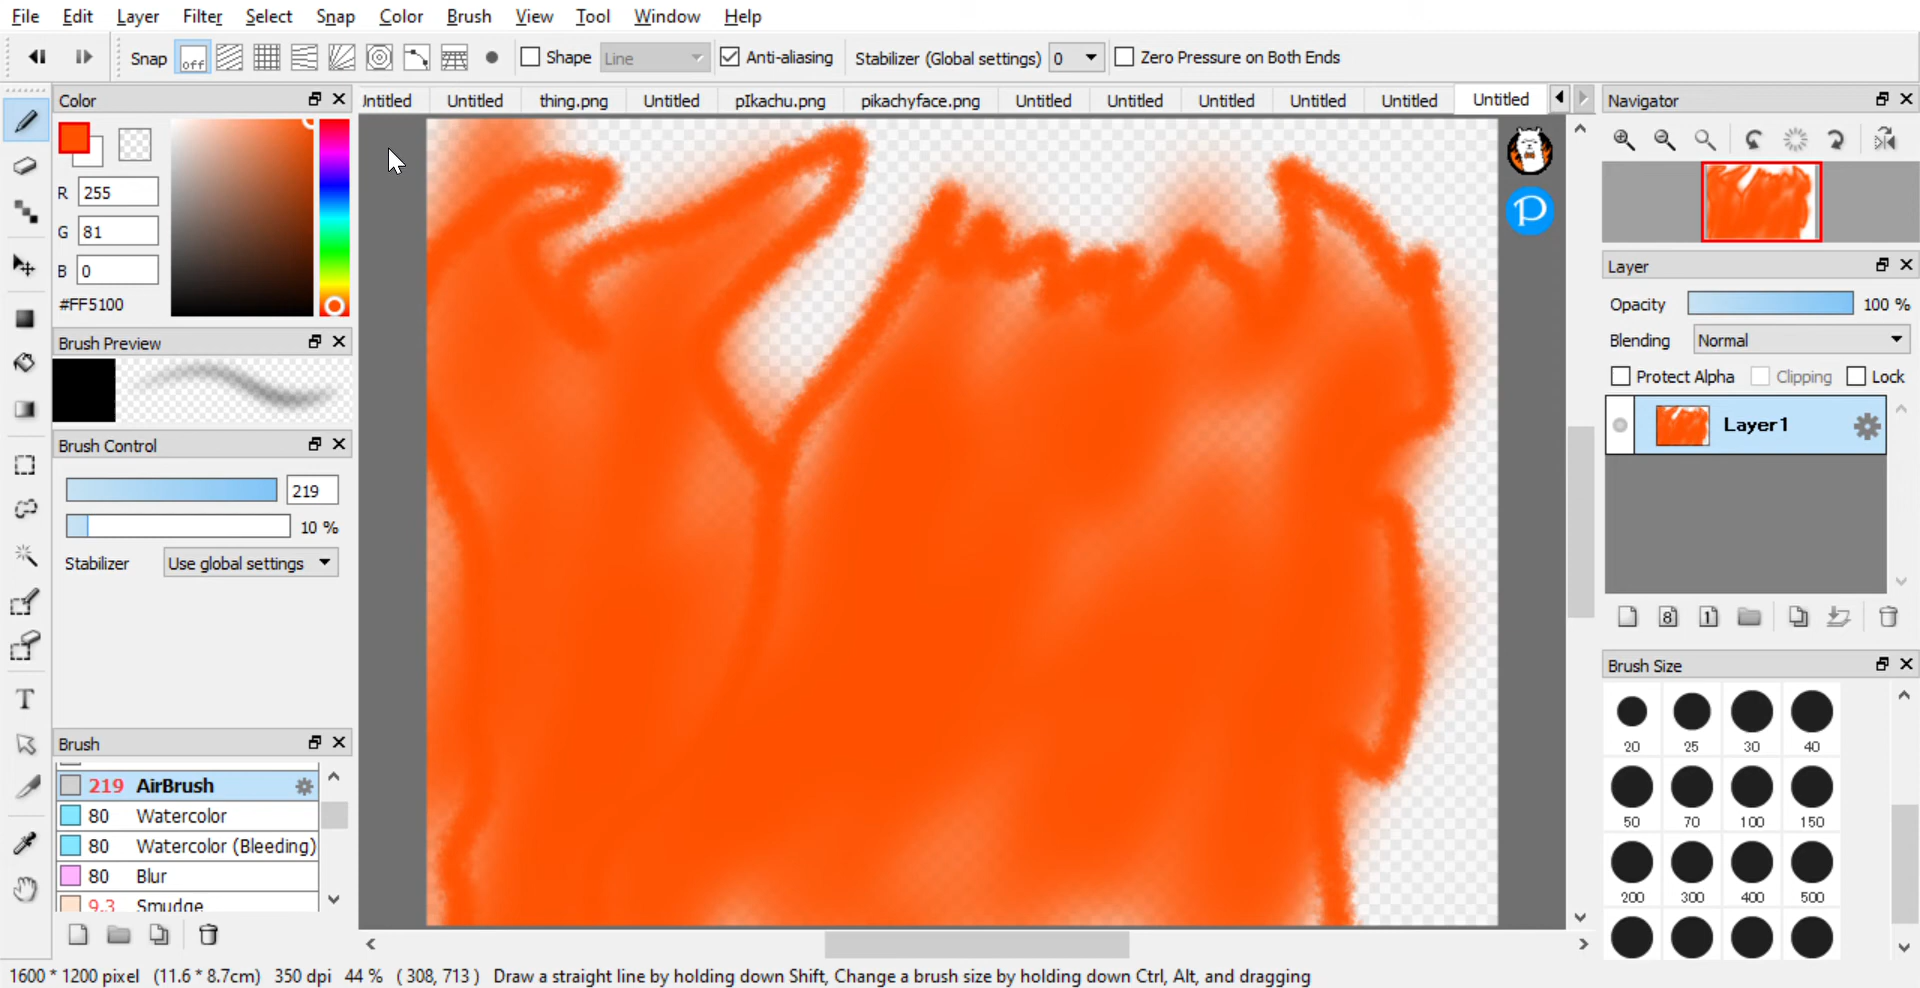 File Edit Layer Filter Select Snap Color Brush View Tool Window Help
Snap off Shape Line Anti-aliasing Stabilizer (Global settings) 0 Zero Pressure on Both Ends
Color
Untitled Untitled thing.png Untitled pIkachu.png pikachyface.png Untitled Untitled Untitled Untitled Untitled Untitled
Navigator
R 255
G 81
B 0
#FF5100
P
Layer
Opacity 100 %
Blending Normal
Protect Alpha Clipping Lock
Layer1
8 1
Brush Preview
Brush Control
219
10 %
Stabilizer Use global settings
T
Brush
219 AirBrush
80 Watercolor
80 Watercolor (Bleeding)
80 Blur
9.3 Smudge
Brush Size
20 25 30 40
50 70 100 150
200 300 400 500
1600 * 1200 pixel (11.6 * 8.7cm) 350 dpi 44 % ( 308, 713 ) Draw a straight line by holding down Shift, Change a brush size by holding down Ctrl, Alt, and dragging